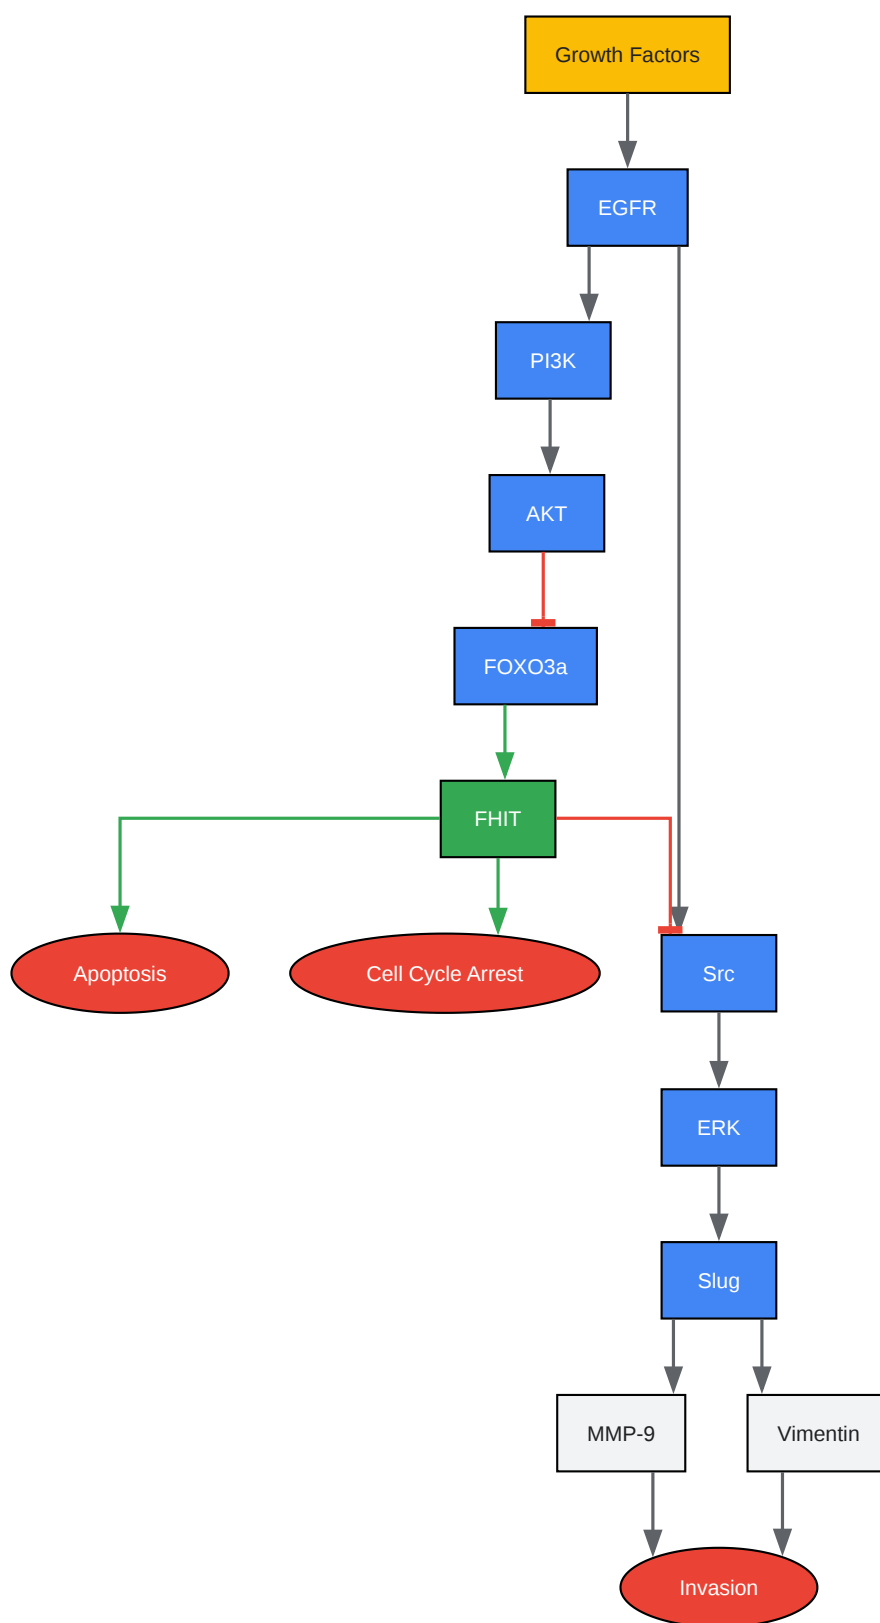 Growth Factors
EGFR
PI3K
AKT
FOXO3a
FHIT
Apoptosis
Cell Cycle Arrest
Src
ERK
Slug
MMP-9
Vimentin
Invasion